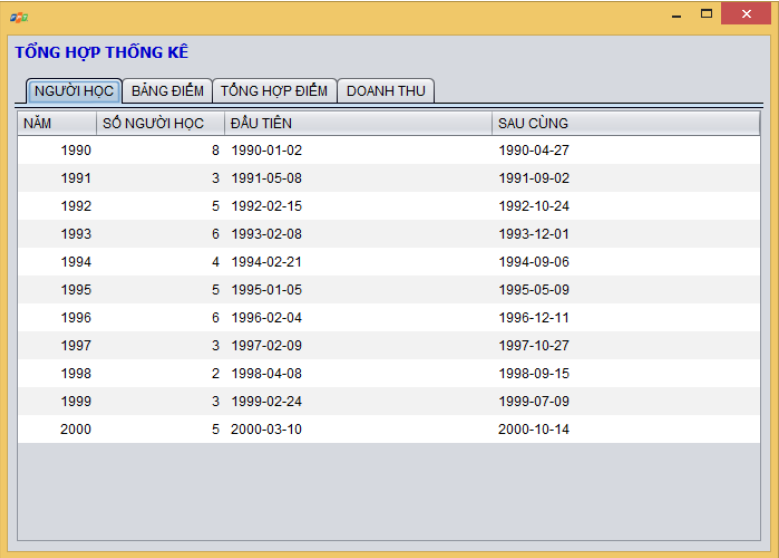 TỔNG HỢP THỐNG KÊ
NGƯỜI HỌC BẢNG ĐIỂM TỔNG HỢP ĐIỂM DOANH THU
NĂM SỐ NGƯỜI HỌC ĐẦU TIÊN SAU CÙNG
1990 8 1990-01-02 1990-04-27
1991 3 1991-05-08 1991-09-02
1992 5 1992-02-15 1992-10-24
1993 6 1993-02-08 1993-12-01
1994 4 1994-02-21 1994-09-06
1995 5 1995-01-05 1995-05-09
1996 6 1996-02-04 1996-12-11
1997 3 1997-02-09 1997-10-27
1998 2 1998-04-08 1998-09-15
1999 3 1999-02-24 1999-07-09
2000 5 2000-03-10 2000-10-14